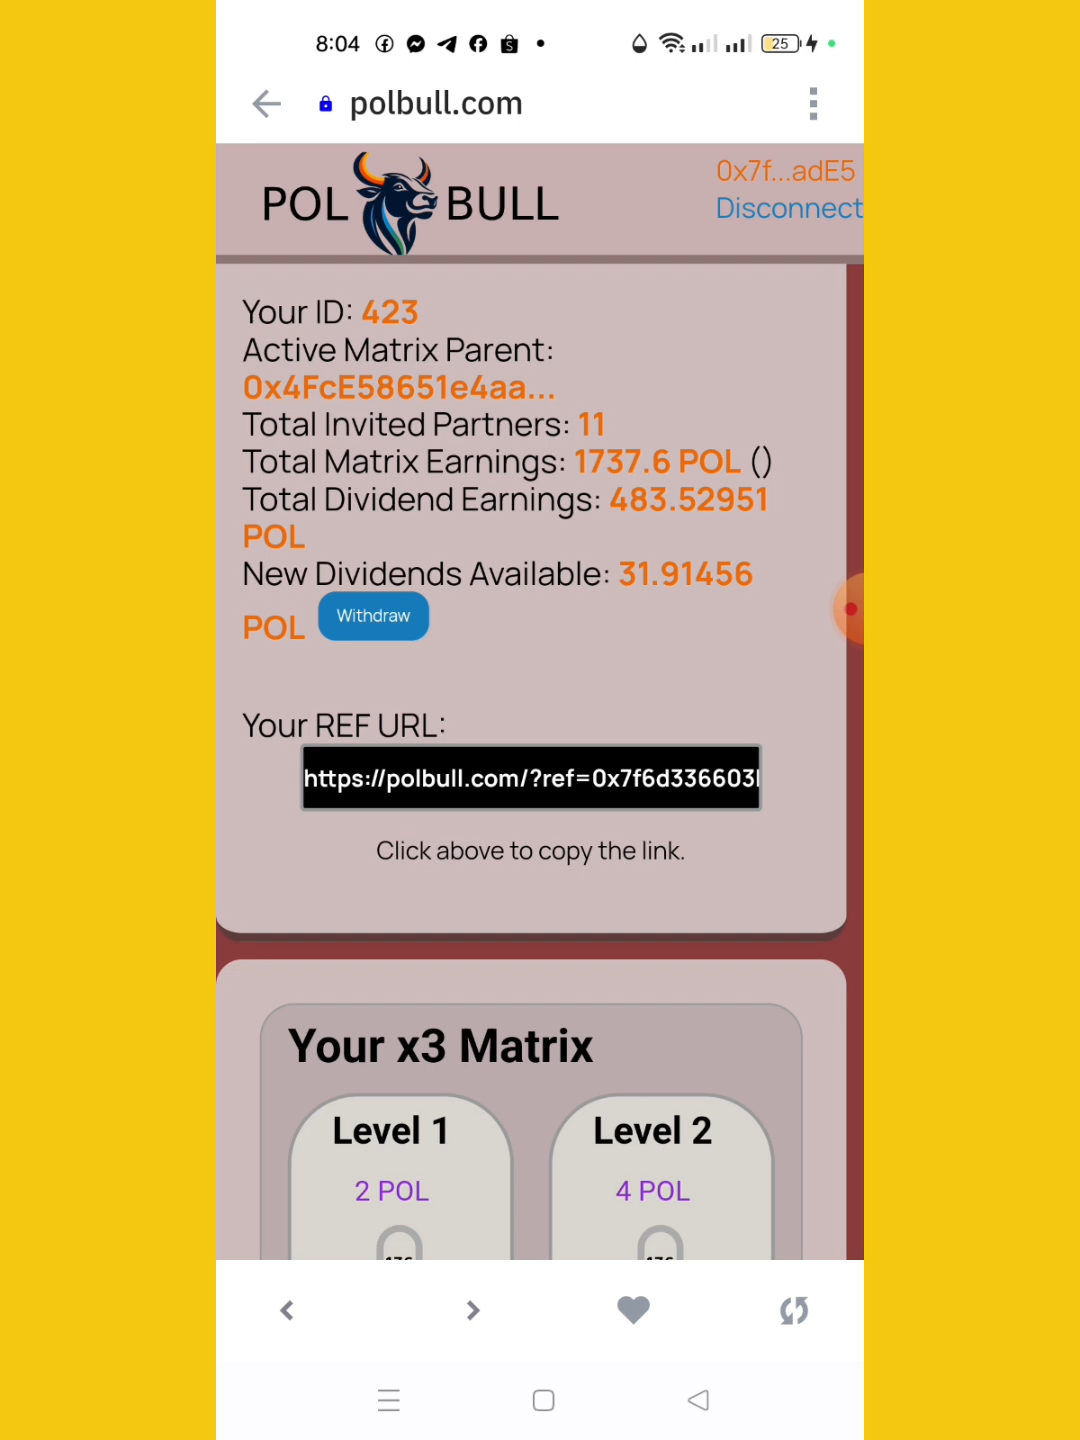 8:04
25
polbull.com
POL BULL
0x7f...adE5
Disconnect
Your ID: 423
Active Matrix Parent:
0x4FcE58651e4aa...
Total Invited Partners: 11
Total Matrix Earnings: 1737.6 POL ()
Total Dividend Earnings: 483.52951
POL
New Dividends Available: 31.91456
POL Withdraw
Your REF URL:
https://polbull.com/?ref=0x7f6d336603
Click above to copy the link.
Your x3 Matrix
Level 1
Level 2
2 POL
4 POL